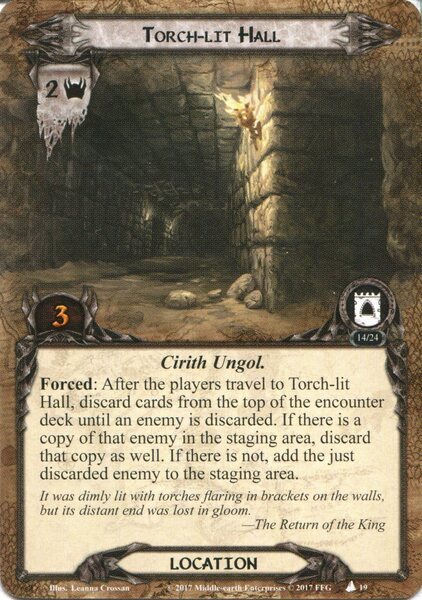 Torch-lit Hall
2
3
14/24
Cirith Ungol.
Forced: After the players travel to Torch-lit
Hall, discard cards from the top of the encounter
deck until an enemy is discarded. If there is a
copy of that enemy in the staging area, discard
that copy as well. If there is not, add the just
discarded enemy to the staging area.
It was dimly lit with torches flaring in brackets on the walls,
but its distant end was lost in gloom.
—The Return of the King
LOCATION
Illus. Leanna Crossan © 2017 Middle-earth Enterprises © 2017 FFG 19